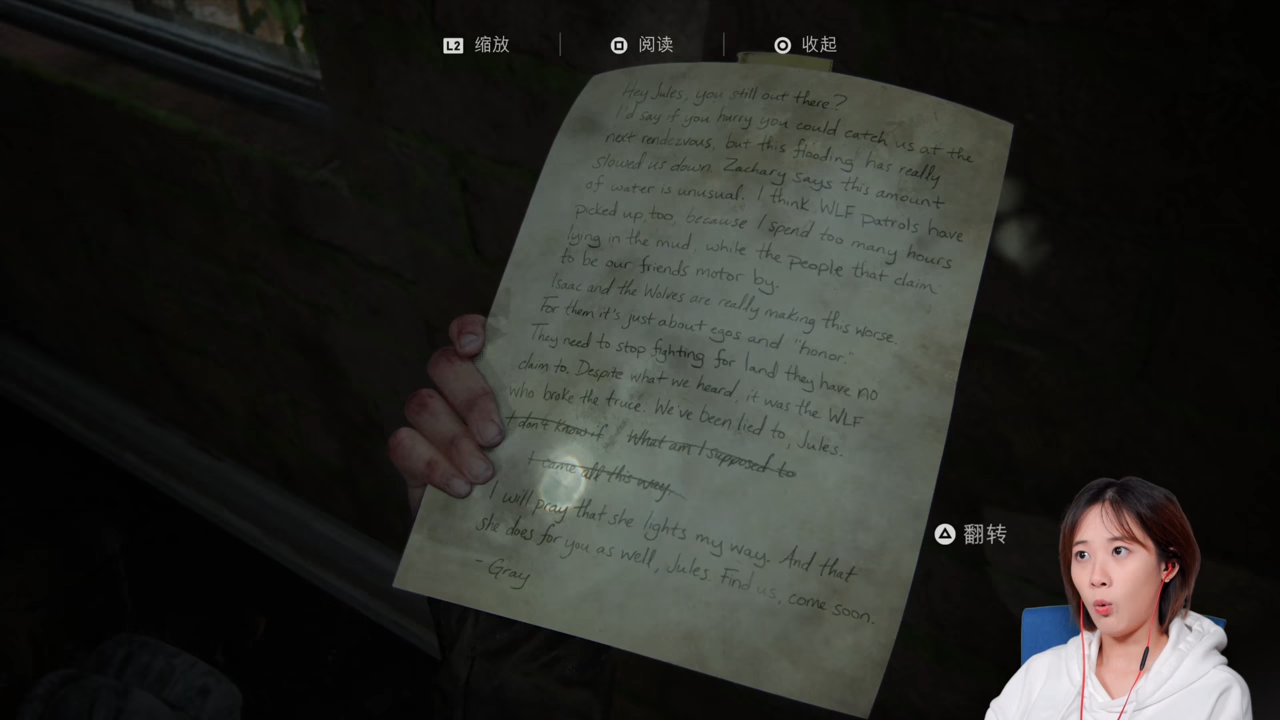 L2 缩放
阅读
收起
Hey Jules, you still out there?
I'd say if you hurry you could catch us at the
next rendezvous, but this flooding has really
slowed us down. Zachary says this amount
of water is unusual. I think WLF patrols have
picked up, too, because I spend too many hours
lying in the mud, while the people that claim
to be our friends motor by.
Isaac and the Wolves are really making this worse.
For them it's just about egos and "honor."
They need to stop fighting for land they have no
claim to. Despite what we heard, it was the WLF
who broke the truce. We've been lied to, Jules.
I don't know if What am I supposed to
I came all this way.
I will pray that she lights my way. And that
she does for you as well, Jules. Find us, come soon.
- Gray
翻转